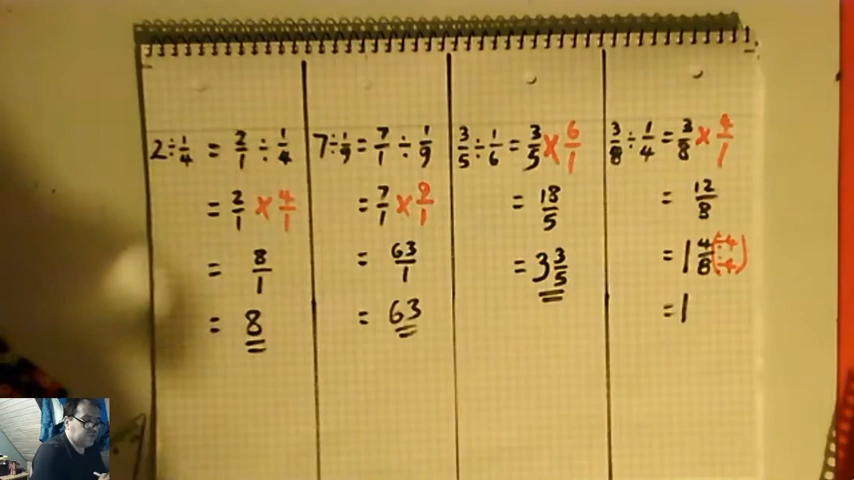 2 ÷ 1/4 = 2/1 ÷ 1/4
= 2/1 × 4/1
= 8/1
= 8
7 ÷ 1/9 = 7/1 ÷ 1/9
= 7/1 × 9/1
= 63/1
= 63
3/5 ÷ 1/6 = 3/5 × 6/1
= 18/5
= 3 3/5
3/8 ÷ 1/4 = 3/8 × 4/1
= 12/8
= 1 4/8 (÷4/÷4)
= 1